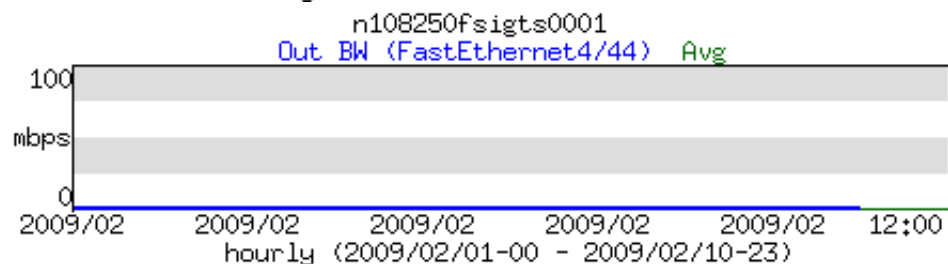 n108250fsigts0001
Out BW (FastEthernet4/44) Avg
100
mbps
0
2009/02 2009/02 2009/02 2009/02 2009/02 12:00
hourly (2009/02/01-00 - 2009/02/10-23)